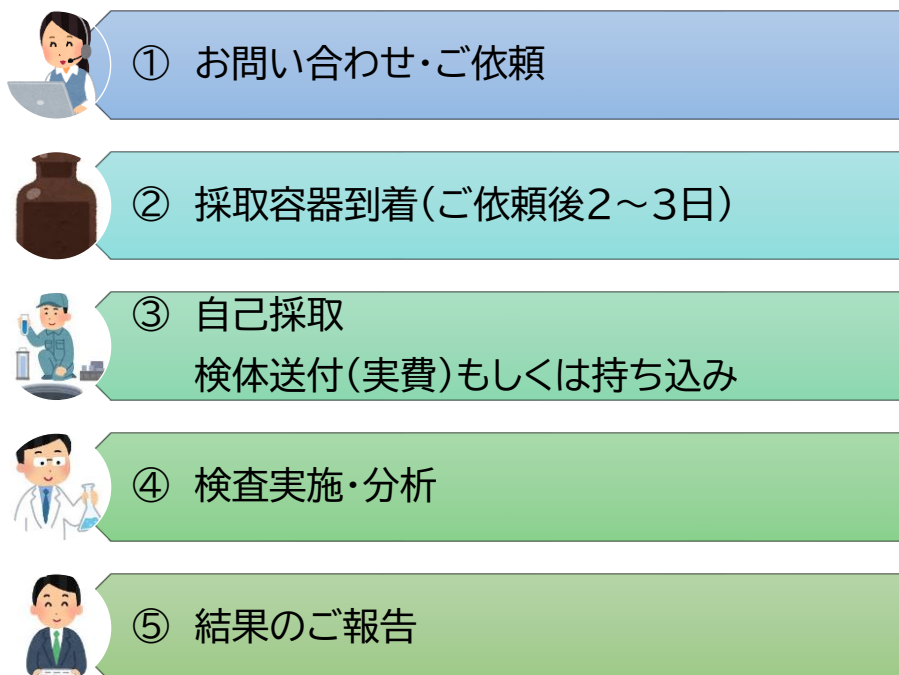 ① お問い合わせ・ご依頼
② 採取容器到着（ご依頼後２～３日）
③ 自己採取
検体送付（実費）もしくは持ち込み
④ 検査実施・分析
⑤ 結果のご報告